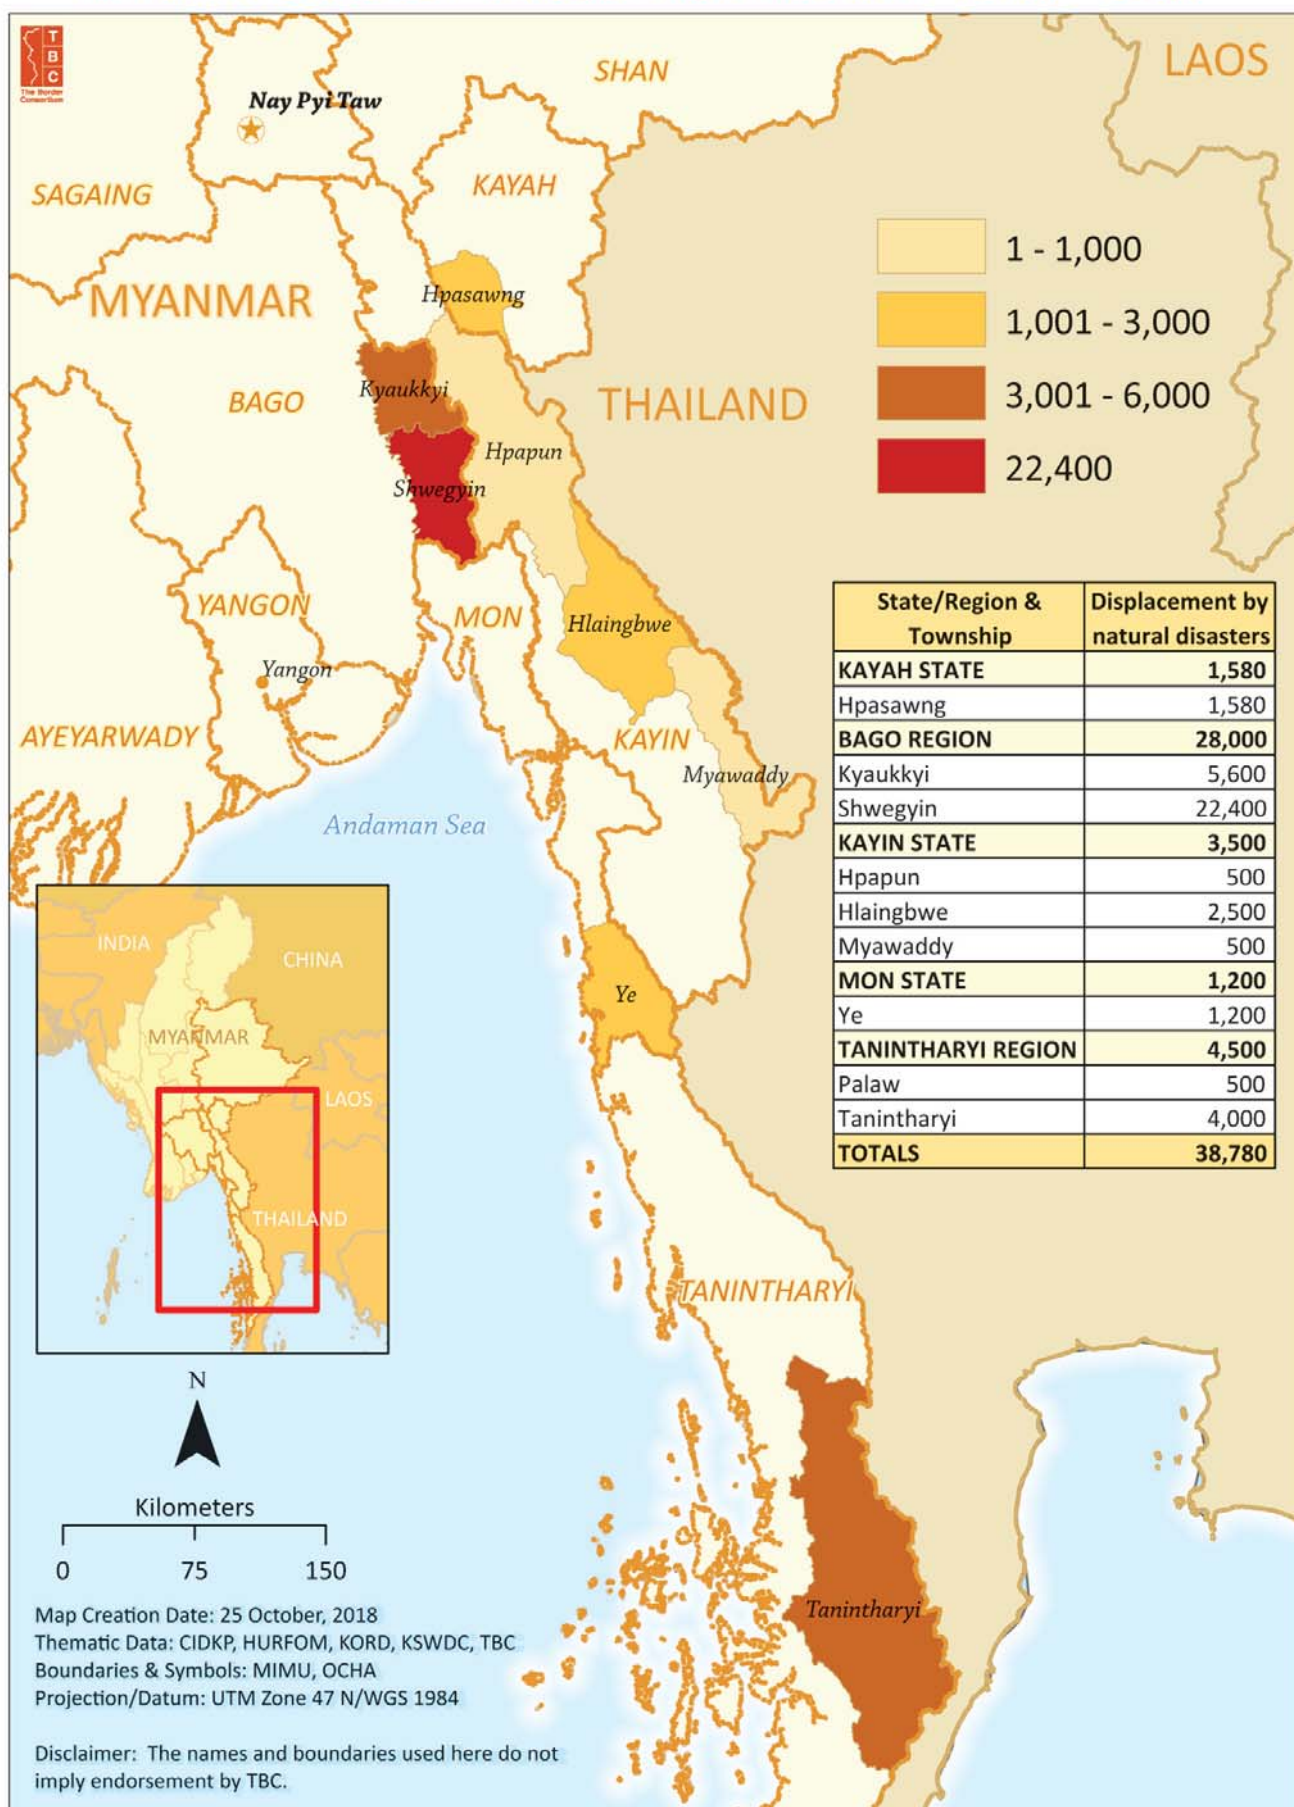 T
B
C
The Border
Consortium
SHAN
LAOS
Nay Pyi Taw
SAGAING
KAYAH
1 - 1,000
MYANMAR
Hpasawng
1,001 - 3,000
Kyaukkyi
BAGO
THAILAND
3,001 - 6,000
Hpapun
22,400
Shwegyin
YANGON
MON
Hlaingbwe
Yangon
AYEYARWADY
KAYIN
Myawaddy
Andaman Sea
State/Region & Township Displacement by natural disasters
KAYAH STATE 1,580
Hpasawng 1,580
BAGO REGION 28,000
Kyaukkyi 5,600
Shwegyin 22,400
KAYIN STATE 3,500
Hpapun 500
Hlaingbwe 2,500
Myawaddy 500
MON STATE 1,200
Ye 1,200
TANINTHARYI REGION 4,500
Palaw 500
Tanintharyi 4,000
TOTALS 38,780
INDIA
CHINA
MYANMAR
LAOS
THAILAND
Ye
TANINTHARYI
Tanintharyi
N
Kilometers
0 75 150
Map Creation Date: 25 October, 2018
Thematic Data: CIDKP, HURFOM, KORD, KSWDC, TBC
Boundaries & Symbols: MIMU, OCHA
Projection/Datum: UTM Zone 47 N/WGS 1984
Disclaimer: The names and boundaries used here do not
imply endorsement by TBC.